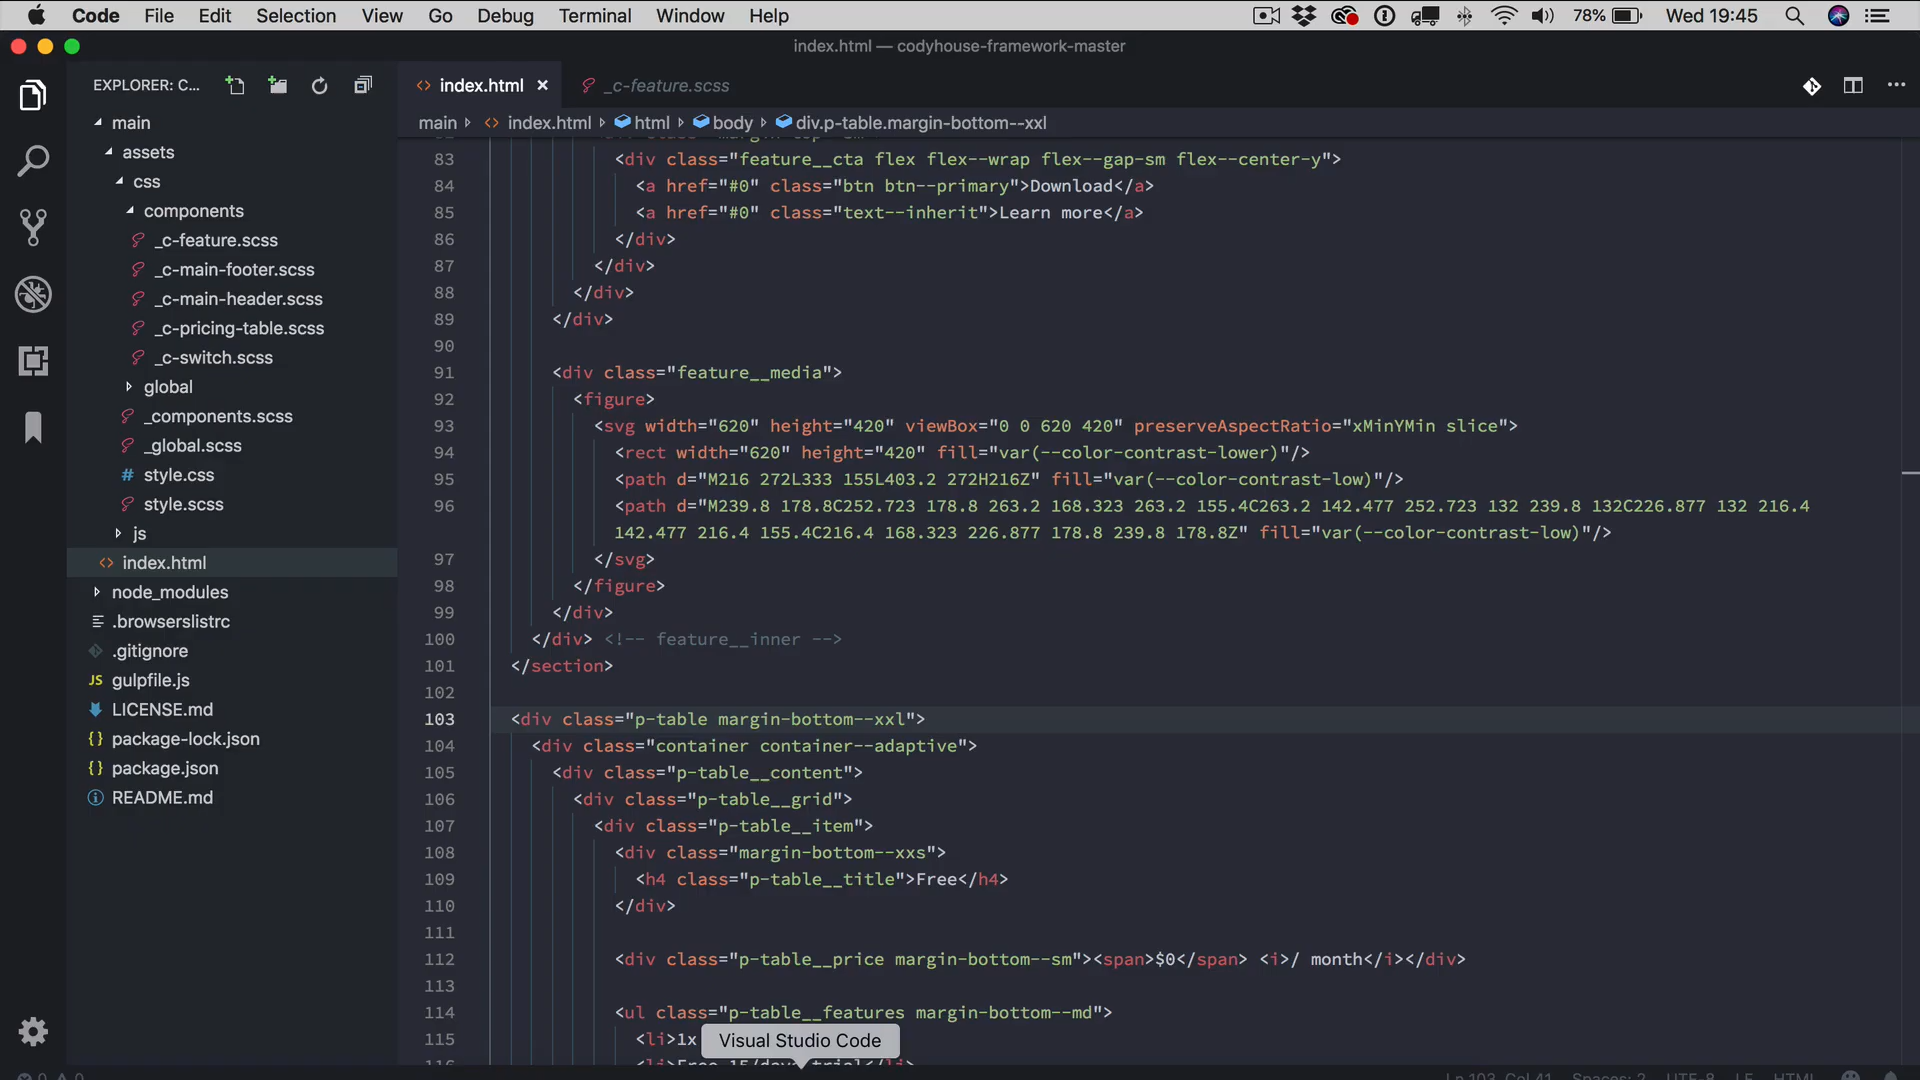 Code File Edit Selection View Go Debug Terminal Window Help 78% Wed 19:45
index.html — codyhouse-framework-master
EXPLORER: C...
index.html
_c-feature.scss
main index.html html body div.p-table.margin-bottom--xxl
main
assets
css
components
_c-feature.scss
_c-main-footer.scss
_c-main-header.scss
_c-pricing-table.scss
_c-switch.scss
global
_components.scss
_global.scss
# style.css
style.scss
js
<> index.html
node_modules
.browserslistrc
.gitignore
JS gulpfile.js
LICENSE.md
{} package-lock.json
{} package.json
README.md
83 <div class="feature__cta flex flex--wrap flex--gap-sm flex--center-y">
84 <a href="#0" class="btn btn--primary">Download</a>
85 <a href="#0" class="text--inherit">Learn more</a>
86 </div>
87 </div>
88 </div>
89 </div>
90
91 <div class="feature__media">
92 <figure>
93 <svg width="620" height="420" viewBox="0 0 620 420" preserveAspectRatio="xMinYMin slice">
94 <rect width="620" height="420" fill="var(--color-contrast-lower)"/>
95 <path d="M216 272L333 155L403.2 272H216Z" fill="var(--color-contrast-low)"/>
96 <path d="M239.8 178.8C252.723 178.8 263.2 168.323 263.2 155.4C263.2 142.477 252.723 132 239.8 132C226.877 132 216.4
142.477 216.4 155.4C216.4 168.323 226.877 178.8 239.8 178.8Z" fill="var(--color-contrast-low)"/>
97 </svg>
98 </figure>
99 </div>
100 </div> <!-- feature__inner -->
101 </section>
102
103 <div class="p-table margin-bottom--xxl">
104 <div class="container container--adaptive">
105 <div class="p-table__content">
106 <div class="p-table__grid">
107 <div class="p-table__item">
108 <div class="margin-bottom--xxs">
109 <h4 class="p-table__title">Free</h4>
110 </div>
111
112 <div class="p-table__price margin-bottom--sm"><span>$0</span> <i>/ month</i></div>
113
114 <ul class="p-table__features margin-bottom--md">
115 <li>1x
Visual Studio Code